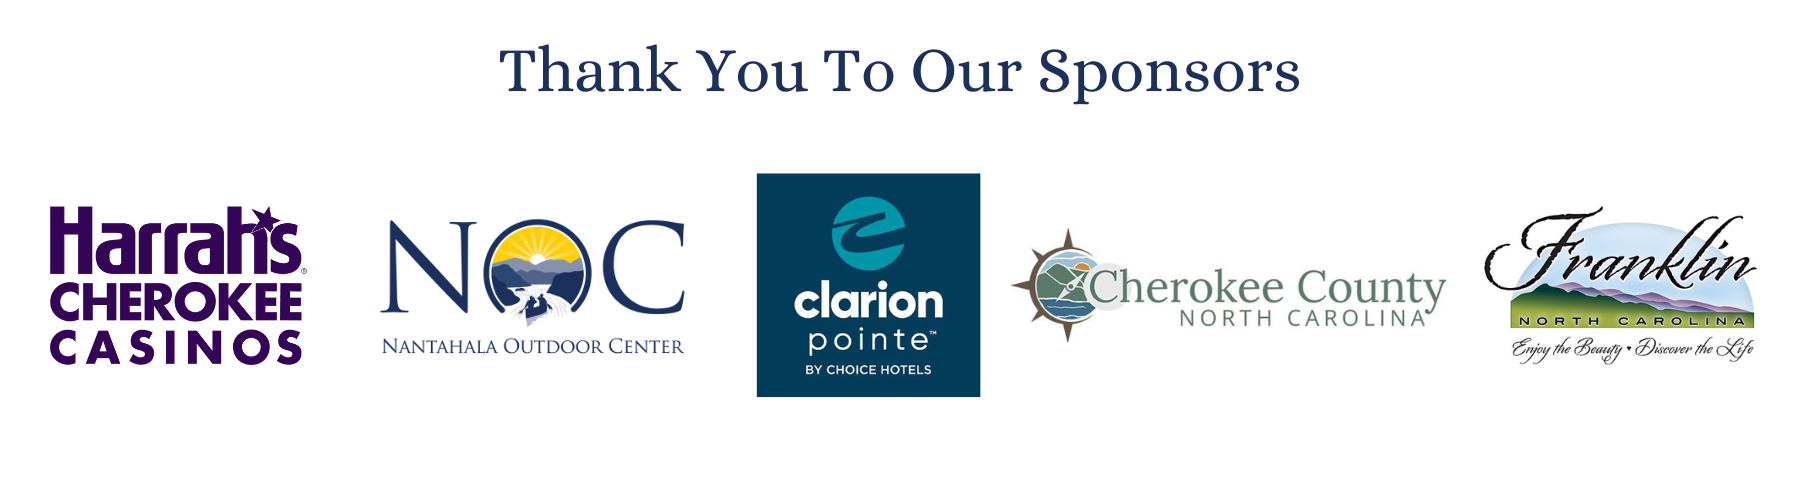 Thank You To Our Sponsors
Harrah's®
CHEROKEE
CASINOS
NOC
NANTAHALA OUTDOOR CENTER
clarion
pointe™
BY CHOICE HOTELS
Cherokee County
NORTH CAROLINA
Franklin
NORTH CAROLINA
Enjoy the Beauty • Discover the Life